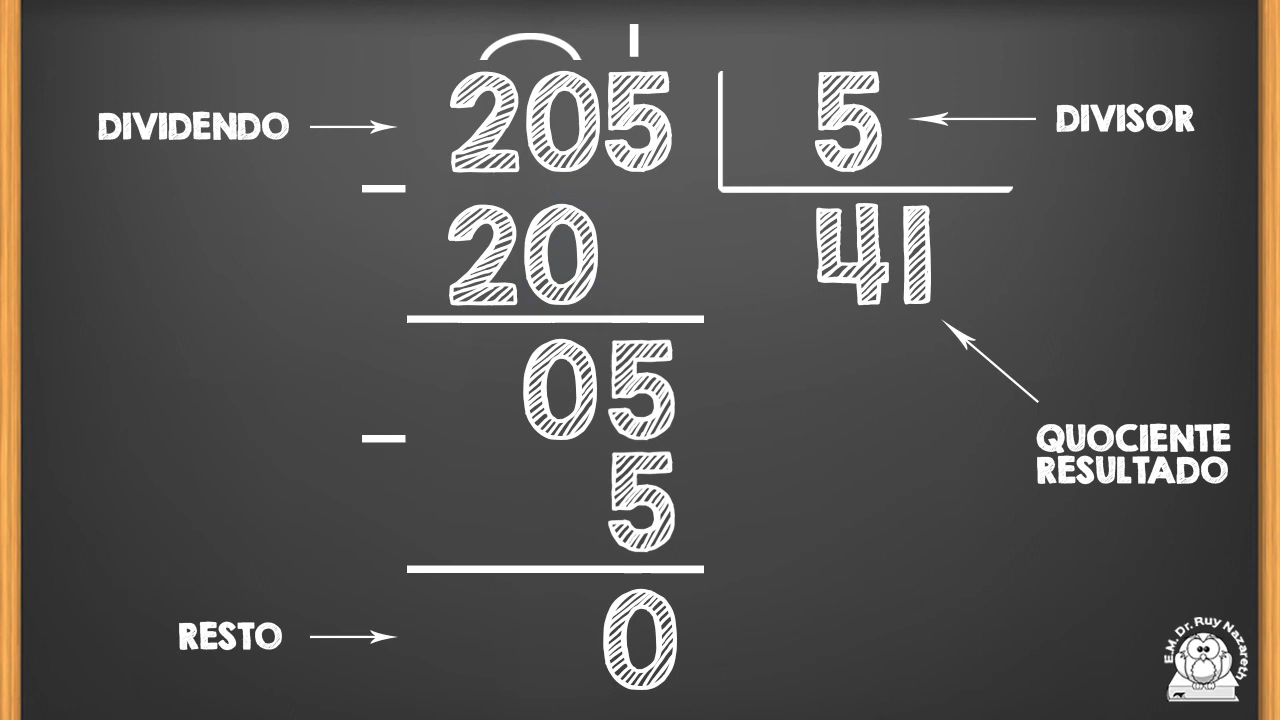 DIVIDENDO
205
5
DIVISOR
- 20
41
05
- 5
QUOCIENTE
RESULTADO
RESTO
0
E.M. Dr. Ruy Nazareth